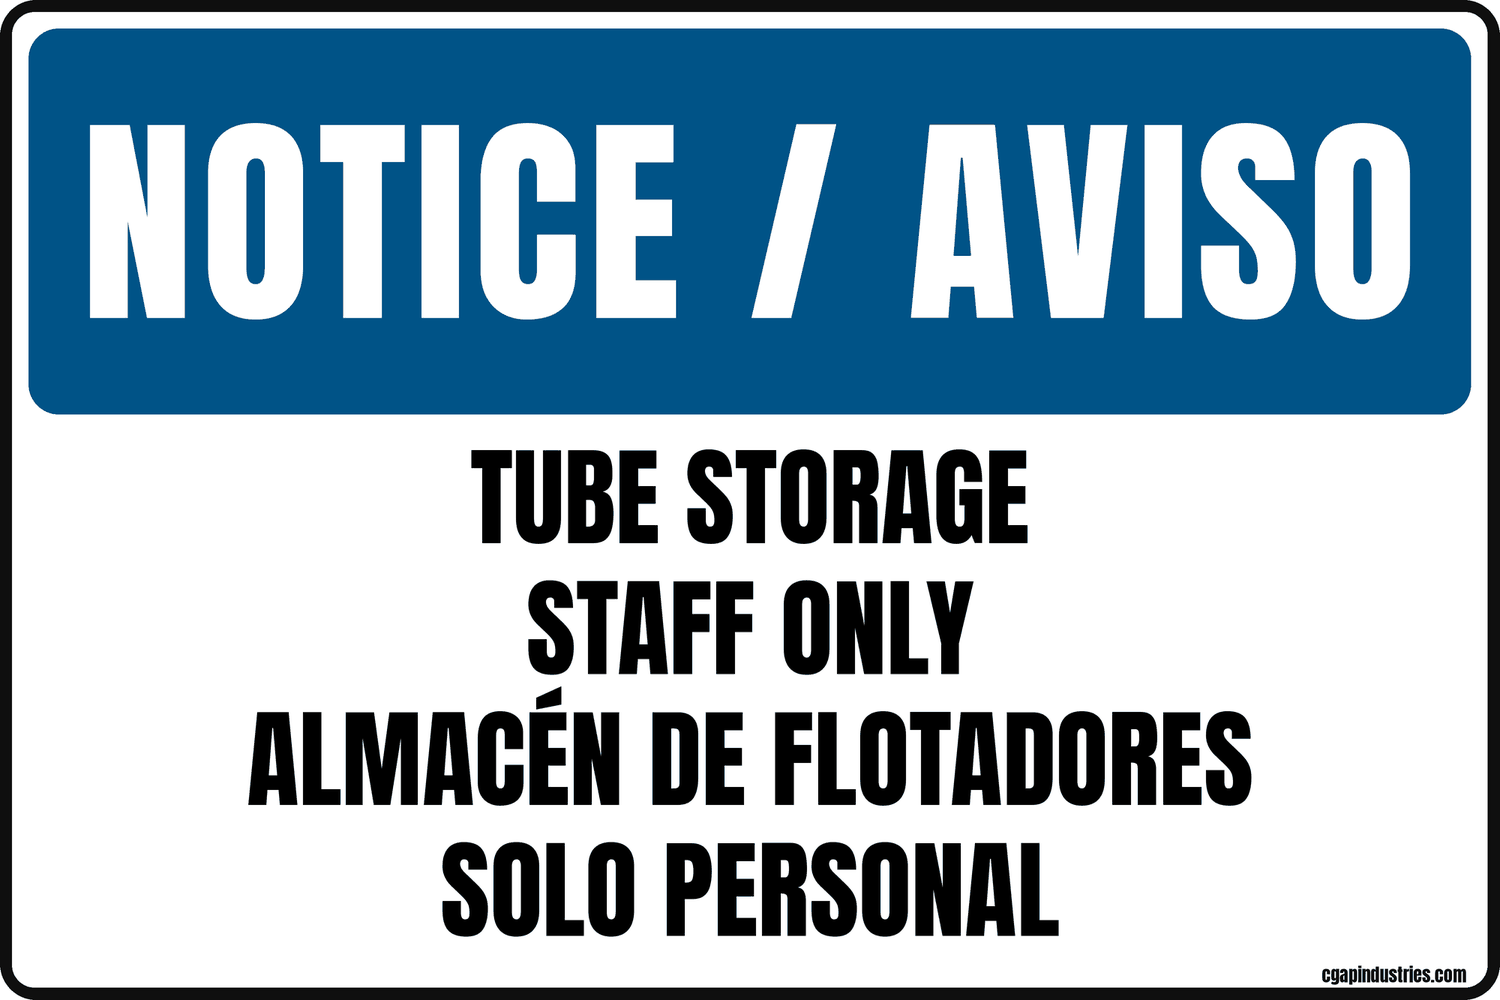 NOTICE / AVISO
TUBE STORAGE
STAFF ONLY
ALMACÉN DE FLOTADORES
SOLO PERSONAL
cgapindustries.com